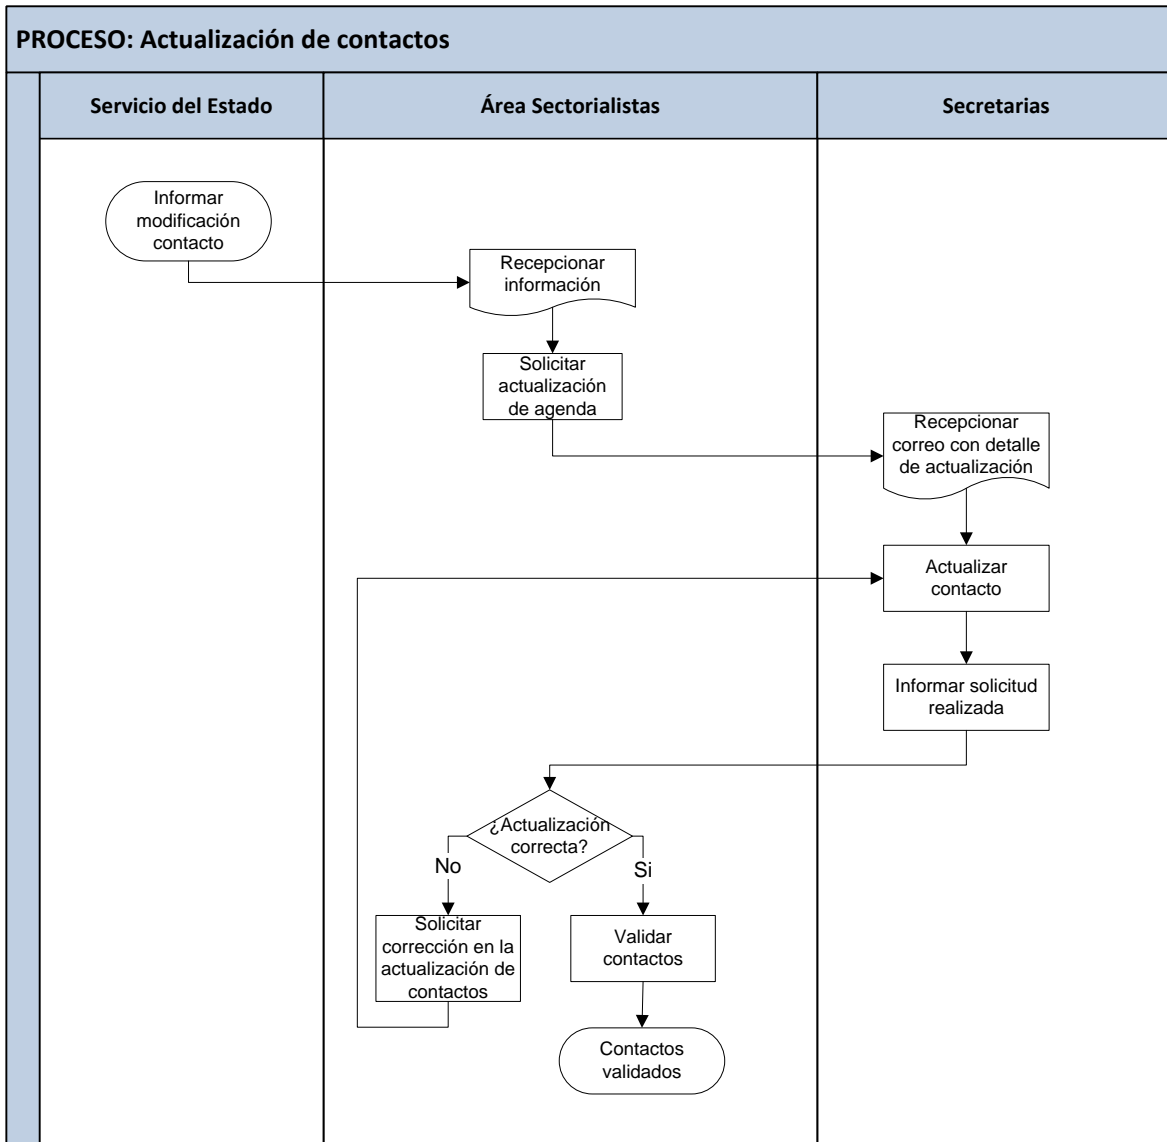 PROCESO: Actualización de contactos
Servicio del Estado
Área Sectorialistas
Secretarias
Informar
modificación
contacto
Recepcionar
información
Solicitar
actualización
de agenda
Recepcionar
correo con detalle
de actualización
Actualizar
contacto
Informar solicitud
realizada
¿Actualización
correcta?
No
Si
Solicitar
corrección en la
actualización de
contactos
Validar
contactos
Contactos
validados